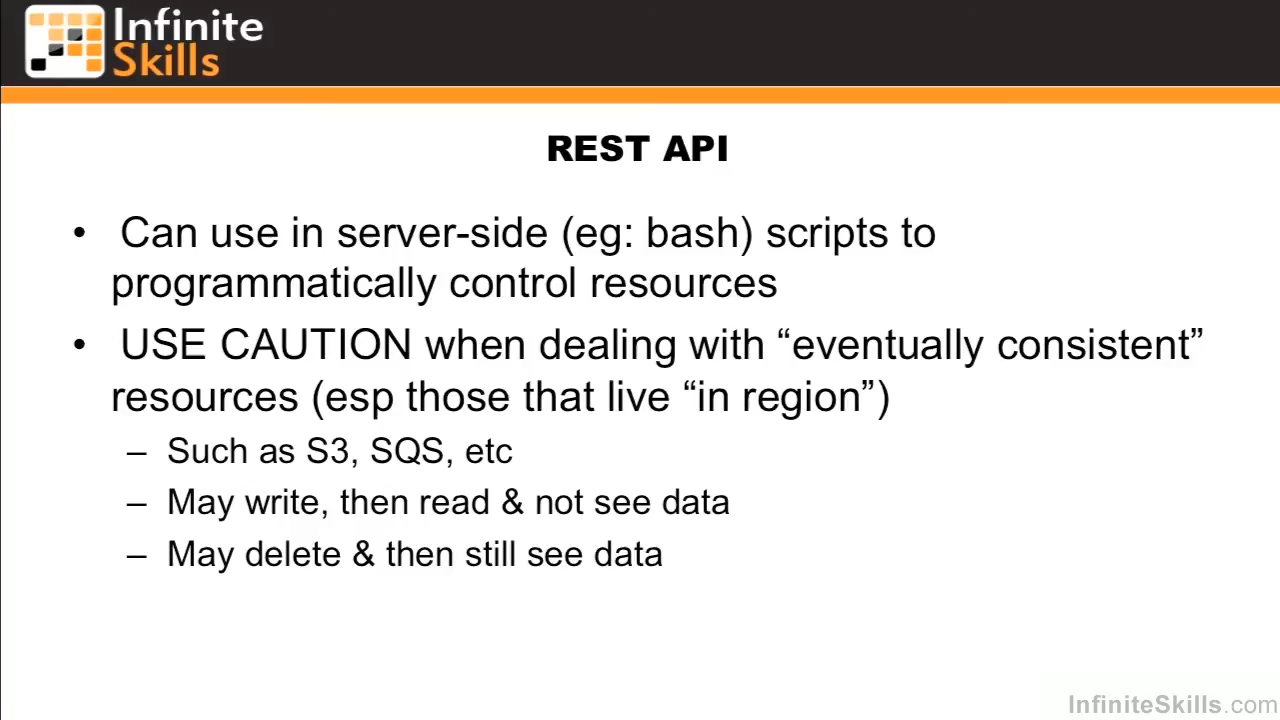 Infinite
Skills
REST API
• Can use in server-side (eg: bash) scripts to
programmatically control resources
• USE CAUTION when dealing with “eventually consistent”
resources (esp those that live “in region”)
– Such as S3, SQS, etc
– May write, then read & not see data
– May delete & then still see data
InfiniteSkills.com